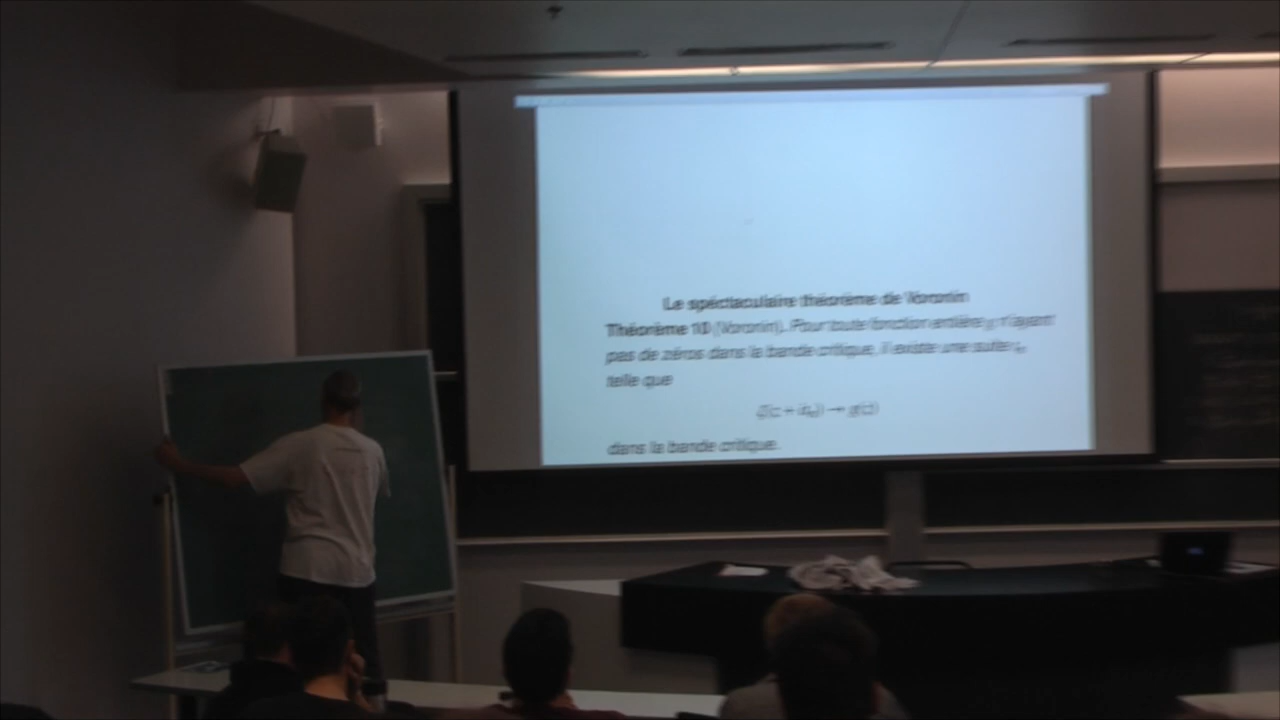 Le spéctaculaire théorème de Voronin
Théorème 10 (Voronin). Pour toute fonction entière g n'ayant
pas de zéros dans la bande critique, il existe une suite
telle que
→ g(z)
dans la bande critique.